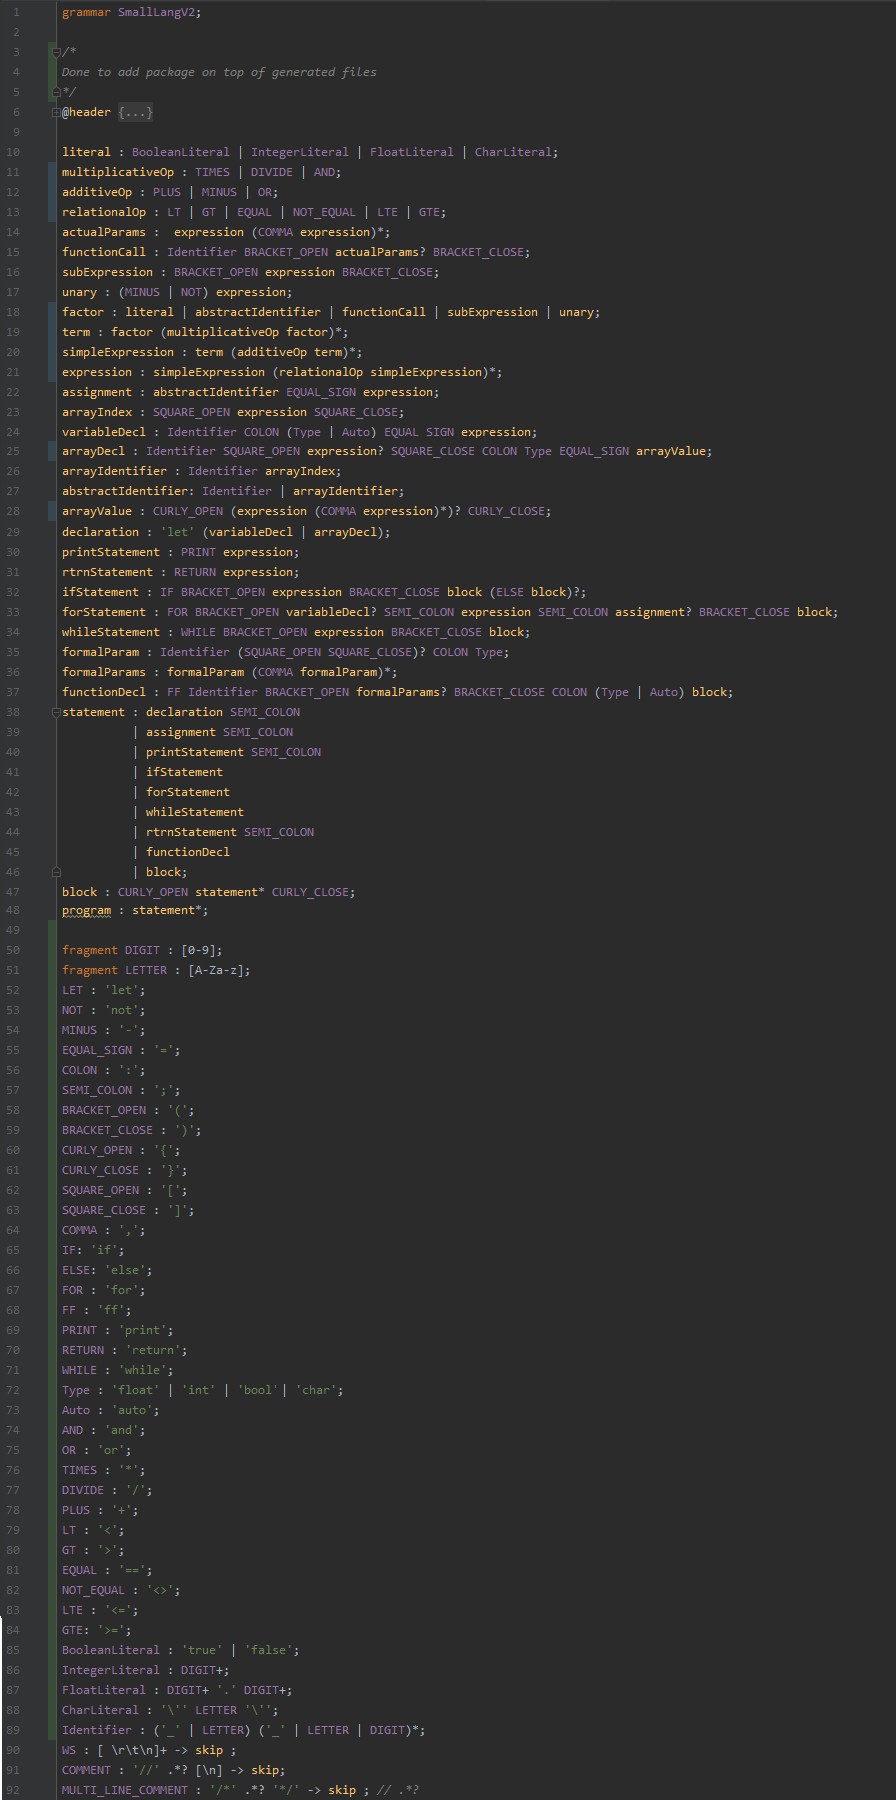 1 grammar SmallLangV2;
2
3 /*
4 Done to add package on top of generated files
5 */
6 @header {...}
9
10 literal : BooleanLiteral | IntegerLiteral | FloatLiteral | CharLiteral;
11 multiplicativeOp : TIMES | DIVIDE | AND;
12 additiveOp : PLUS | MINUS | OR;
13 relationalOp : LT | GT | EQUAL | NOT_EQUAL | LTE | GTE;
14 actualParams :  expression (COMMA expression)*;
15 functionCall : Identifier BRACKET_OPEN actualParams? BRACKET_CLOSE;
16 subExpression : BRACKET_OPEN expression BRACKET_CLOSE;
17 unary : (MINUS | NOT) expression;
18 factor : literal | abstractIdentifier | functionCall | subExpression | unary;
19 term : factor (multiplicativeOp factor)*;
20 simpleExpression : term (additiveOp term)*;
21 expression : simpleExpression (relationalOp simpleExpression)*;
22 assignment : abstractIdentifier EQUAL_SIGN expression;
23 arrayIndex : SQUARE_OPEN expression SQUARE_CLOSE;
24 variableDecl : Identifier COLON (Type | Auto) EQUAL_SIGN expression;
25 arrayDecl : Identifier SQUARE_OPEN expression? SQUARE_CLOSE COLON Type EQUAL_SIGN arrayValue;
26 arrayIdentifier : Identifier arrayIndex;
27 abstractIdentifier: Identifier | arrayIdentifier;
28 arrayValue : CURLY_OPEN (expression (COMMA expression)*)? CURLY_CLOSE;
29 declaration : 'let' (variableDecl | arrayDecl);
30 printStatement : PRINT expression;
31 rtrnStatement : RETURN expression;
32 ifStatement : IF BRACKET_OPEN expression BRACKET_CLOSE block (ELSE block)?;
33 forStatement : FOR BRACKET_OPEN variableDecl? SEMI_COLON expression SEMI_COLON assignment? BRACKET_CLOSE block;
34 whileStatement : WHILE BRACKET_OPEN expression BRACKET_CLOSE block;
35 formalParam : Identifier (SQUARE_OPEN SQUARE_CLOSE)? COLON Type;
36 formalParams : formalParam (COMMA formalParam)*;
37 functionDecl : FF Identifier BRACKET_OPEN formalParams? BRACKET_CLOSE COLON (Type | Auto) block;
38 statement : declaration SEMI_COLON
39 | assignment SEMI_COLON
40 | printStatement SEMI_COLON
41 | ifStatement
42 | forStatement
43 | whileStatement
44 | rtrnStatement SEMI_COLON
45 | functionDecl
46 | block;
47 block : CURLY_OPEN statement* CURLY_CLOSE;
48 program : statement*;
49
50 fragment DIGIT : [0-9];
51 fragment LETTER : [A-Za-z];
52 LET : 'let';
53 NOT : 'not';
54 MINUS : '-';
55 EQUAL_SIGN : '=';
56 COLON : ':';
57 SEMI_COLON : ';';
58 BRACKET_OPEN : '(';
59 BRACKET_CLOSE : ')';
60 CURLY_OPEN : '{';
61 CURLY_CLOSE : '}';
62 SQUARE_OPEN : '[';
63 SQUARE_CLOSE : ']';
64 COMMA : ',';
65 IF: 'if';
66 ELSE: 'else';
67 FOR : 'for';
68 FF : 'ff';
69 PRINT : 'print';
70 RETURN : 'return';
71 WHILE : 'while';
72 Type : 'float' | 'int' | 'bool'| 'char';
73 Auto : 'auto';
74 AND : 'and';
75 OR : 'or';
76 TIMES : '*';
77 DIVIDE : '/';
78 PLUS : '+';
79 LT : '<';
80 GT : '>';
81 EQUAL : '==';
82 NOT_EQUAL : '<>';
83 LTE : '<=';
84 GTE: '>=';
85 BooleanLiteral : 'true' | 'false';
86 IntegerLiteral : DIGIT+;
87 FloatLiteral : DIGIT+ '.' DIGIT+;
88 CharLiteral : '\'' LETTER '\'';
89 Identifier : ('_' | LETTER) ('_' | LETTER | DIGIT)*;
90 WS : [ \r\t\n]+ -> skip ;
91 COMMENT : '//' .*? [\n] -> skip;
92 MULTI_LINE_COMMENT : '/*' .*? '*/' -> skip ; // .*?